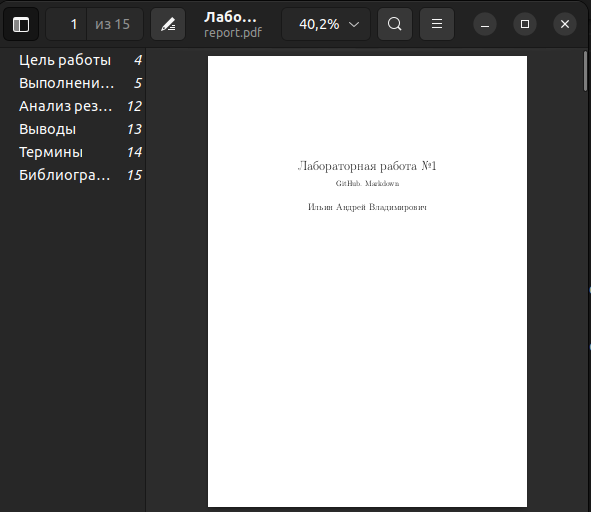 1 из 15
Лабо…
report.pdf
40,2%
Цель работы 4
Выполнени… 5
Анализ рез… 12
Выводы 13
Термины 14
Библиогра… 15
Лабораторная работа №1
GitHub. Markdown
Ильин Андрей Владимирович